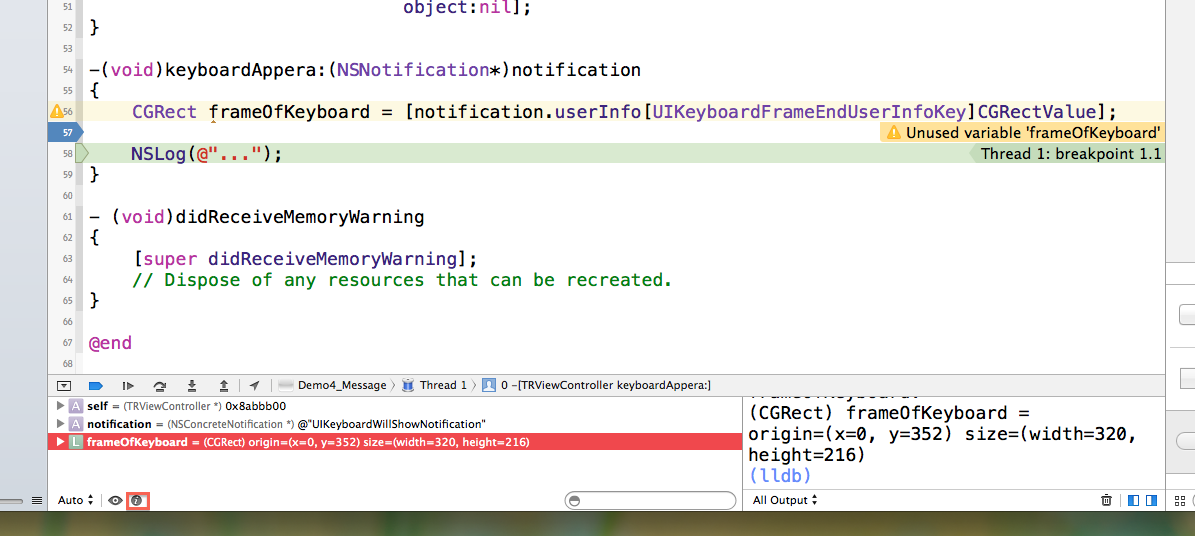 51 object:nil];
52 }
53
54 -(void)keyboardAppera:(NSNotification*)notification
55 {
56 CGRect frameOfKeyboard = [notification.userInfo[UIKeyboardFrameEndUserInfoKey]CGRectValue];
57 Unused variable 'frameOfKeyboard'
58 NSLog(@"..."); Thread 1: breakpoint 1.1
59 }
60
61 - (void)didReceiveMemoryWarning
62 {
63 [super didReceiveMemoryWarning];
64 // Dispose of any resources that can be recreated.
65 }
66
67 @end
68
Demo4_Message Thread 1 0 -[TRViewController keyboardAppera:]
A self = (TRViewController *) 0x8abbb00
A notification = (NSConcreteNotification *) @"UIKeyboardWillShowNotification"
L frameOfKeyboard = (CGRect) origin=(x=0, y=352) size=(width=320, height=216)
(CGRect) frameOfKeyboard =
origin=(x=0, y=352) size=(width=320,
height=216)
(lldb)
Auto
All Output